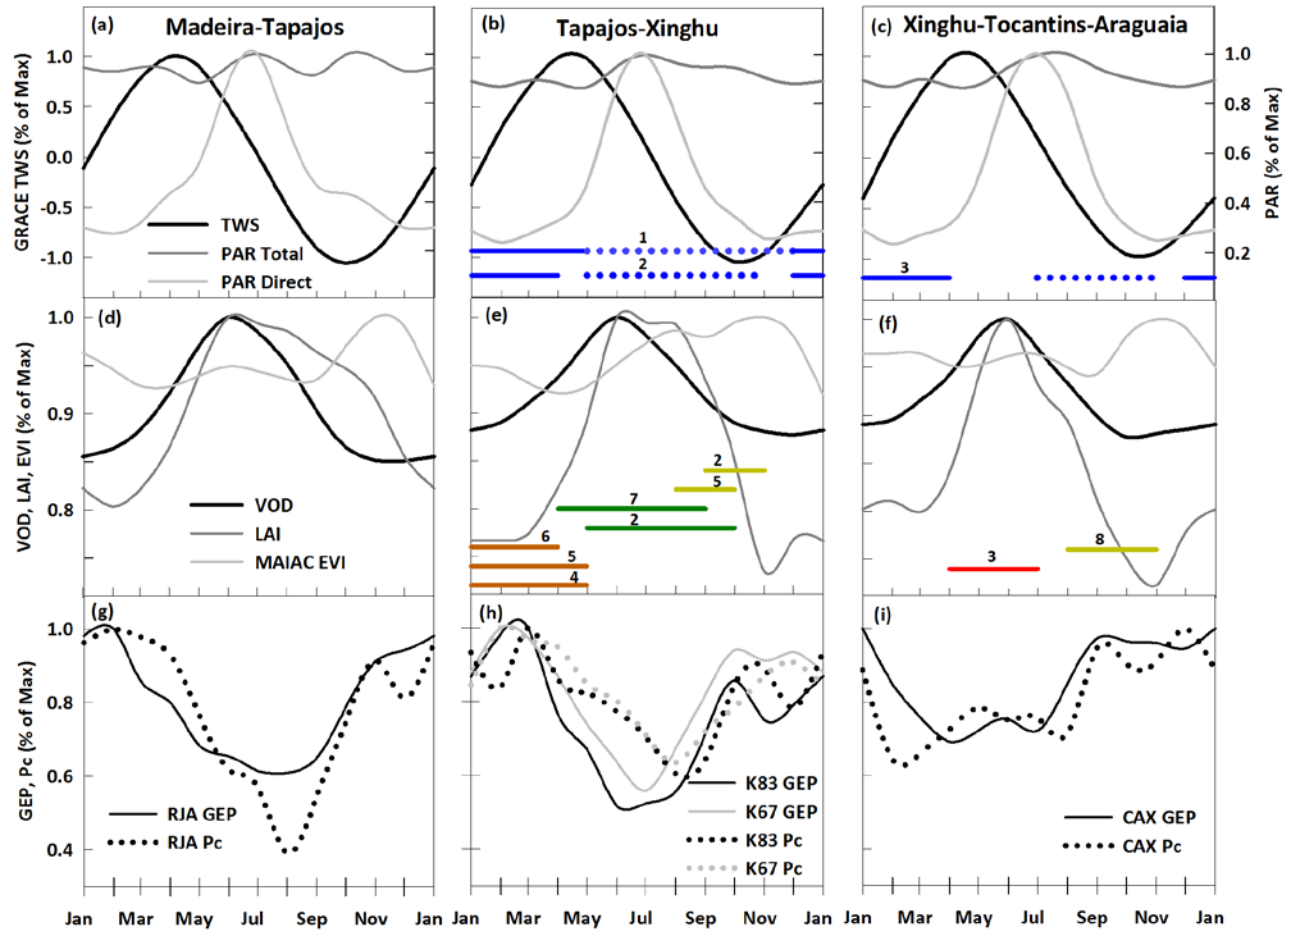 Madeira-Tapajos
Tapajos-Xinghu
Xinghu-Tocantins-Araguaia
(a)
(b)
(c)
GRACE TWS (% of Max)
1.0
0.5
0.0
-0.5
-1.0
TWS
PAR Total
PAR Direct
1
2
3
1.0
0.8
0.6
0.4
0.2
PAR (% of Max)
(d)
(e)
(f)
VOD, LAI, EVI (% of Max)
1.0
0.9
0.8
VOD
LAI
MAIAC EVI
2
5
7
2
6
5
4
8
3
(g)
(h)
(i)
GEP, Pc (% of Max)
1.0
0.8
0.6
0.4
RJA GEP
RJA Pc
K83 GEP
K67 GEP
K83 Pc
K67 Pc
CAX GEP
CAX Pc
Jan Mar May Jul Sep Nov Jan
Jan Mar May Jul Sep Nov Jan
Jan Mar May Jul Sep Nov Jan